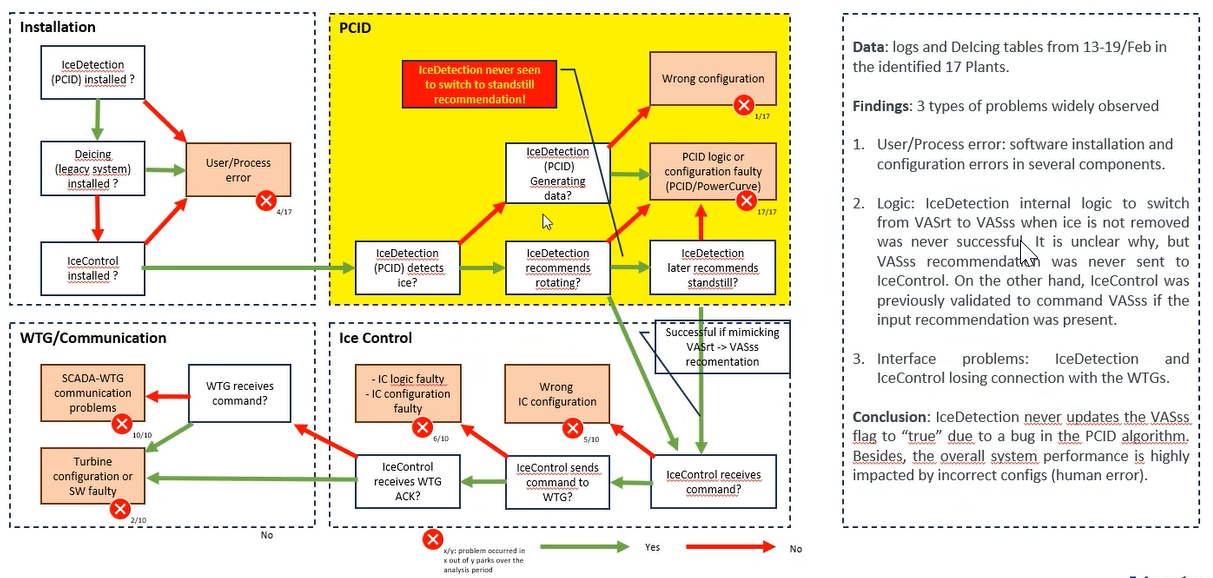 Installation
IceDetection
(PCID) installed ?
Deicing
(legacy system)
installed ?
User/Process
error
4/17
IceControl
installed ?
PCID
IceDetection never seen
to switch to standstill
recommendation!
Wrong configuration
1/17
IceDetection
(PCID)
Generating
data?
PCID logic or
configuration faulty
(PCID/PowerCurve)
17/17
IceDetection
(PCID) detects
ice?
IceDetection
recommends
rotating?
IceDetection
later recommends
standstill?
WTG/Communication
SCADA-WTG
communication
problems
10/10
WTG receives
command?
Turbine
configuration or
SW faulty
2/10
No
Ice Control
Successful if mimicking
VASrt -> VASss
recomentation
- IC logic faulty
- IC configuration
faulty
6/10
Wrong
IC configuration
5/10
IceControl
receives WTG
ACK?
IceControl sends
command to
WTG?
IceControl receives
command?
x/y: problem occurred in
x out of y parks over the
analysis period
Yes
No
Data: logs and DeIcing tables from 13-19/Feb in
the identified 17 Plants.
Findings: 3 types of problems widely observed
1. User/Process error: software installation and
configuration errors in several components.
2. Logic: IceDetection internal logic to switch
from VASrt to VASss when ice is not removed
was never successful. It is unclear why, but
VASss recommendation was never sent to
IceControl. On the other hand, IceControl was
previously validated to command VASss if the
input recommendation was present.
3. Interface problems: IceDetection and
IceControl losing connection with the WTGs.
Conclusion: IceDetection never updates the VASss
flag to “true” due to a bug in the PCID algorithm.
Besides, the overall system performance is highly
impacted by incorrect configs (human error).